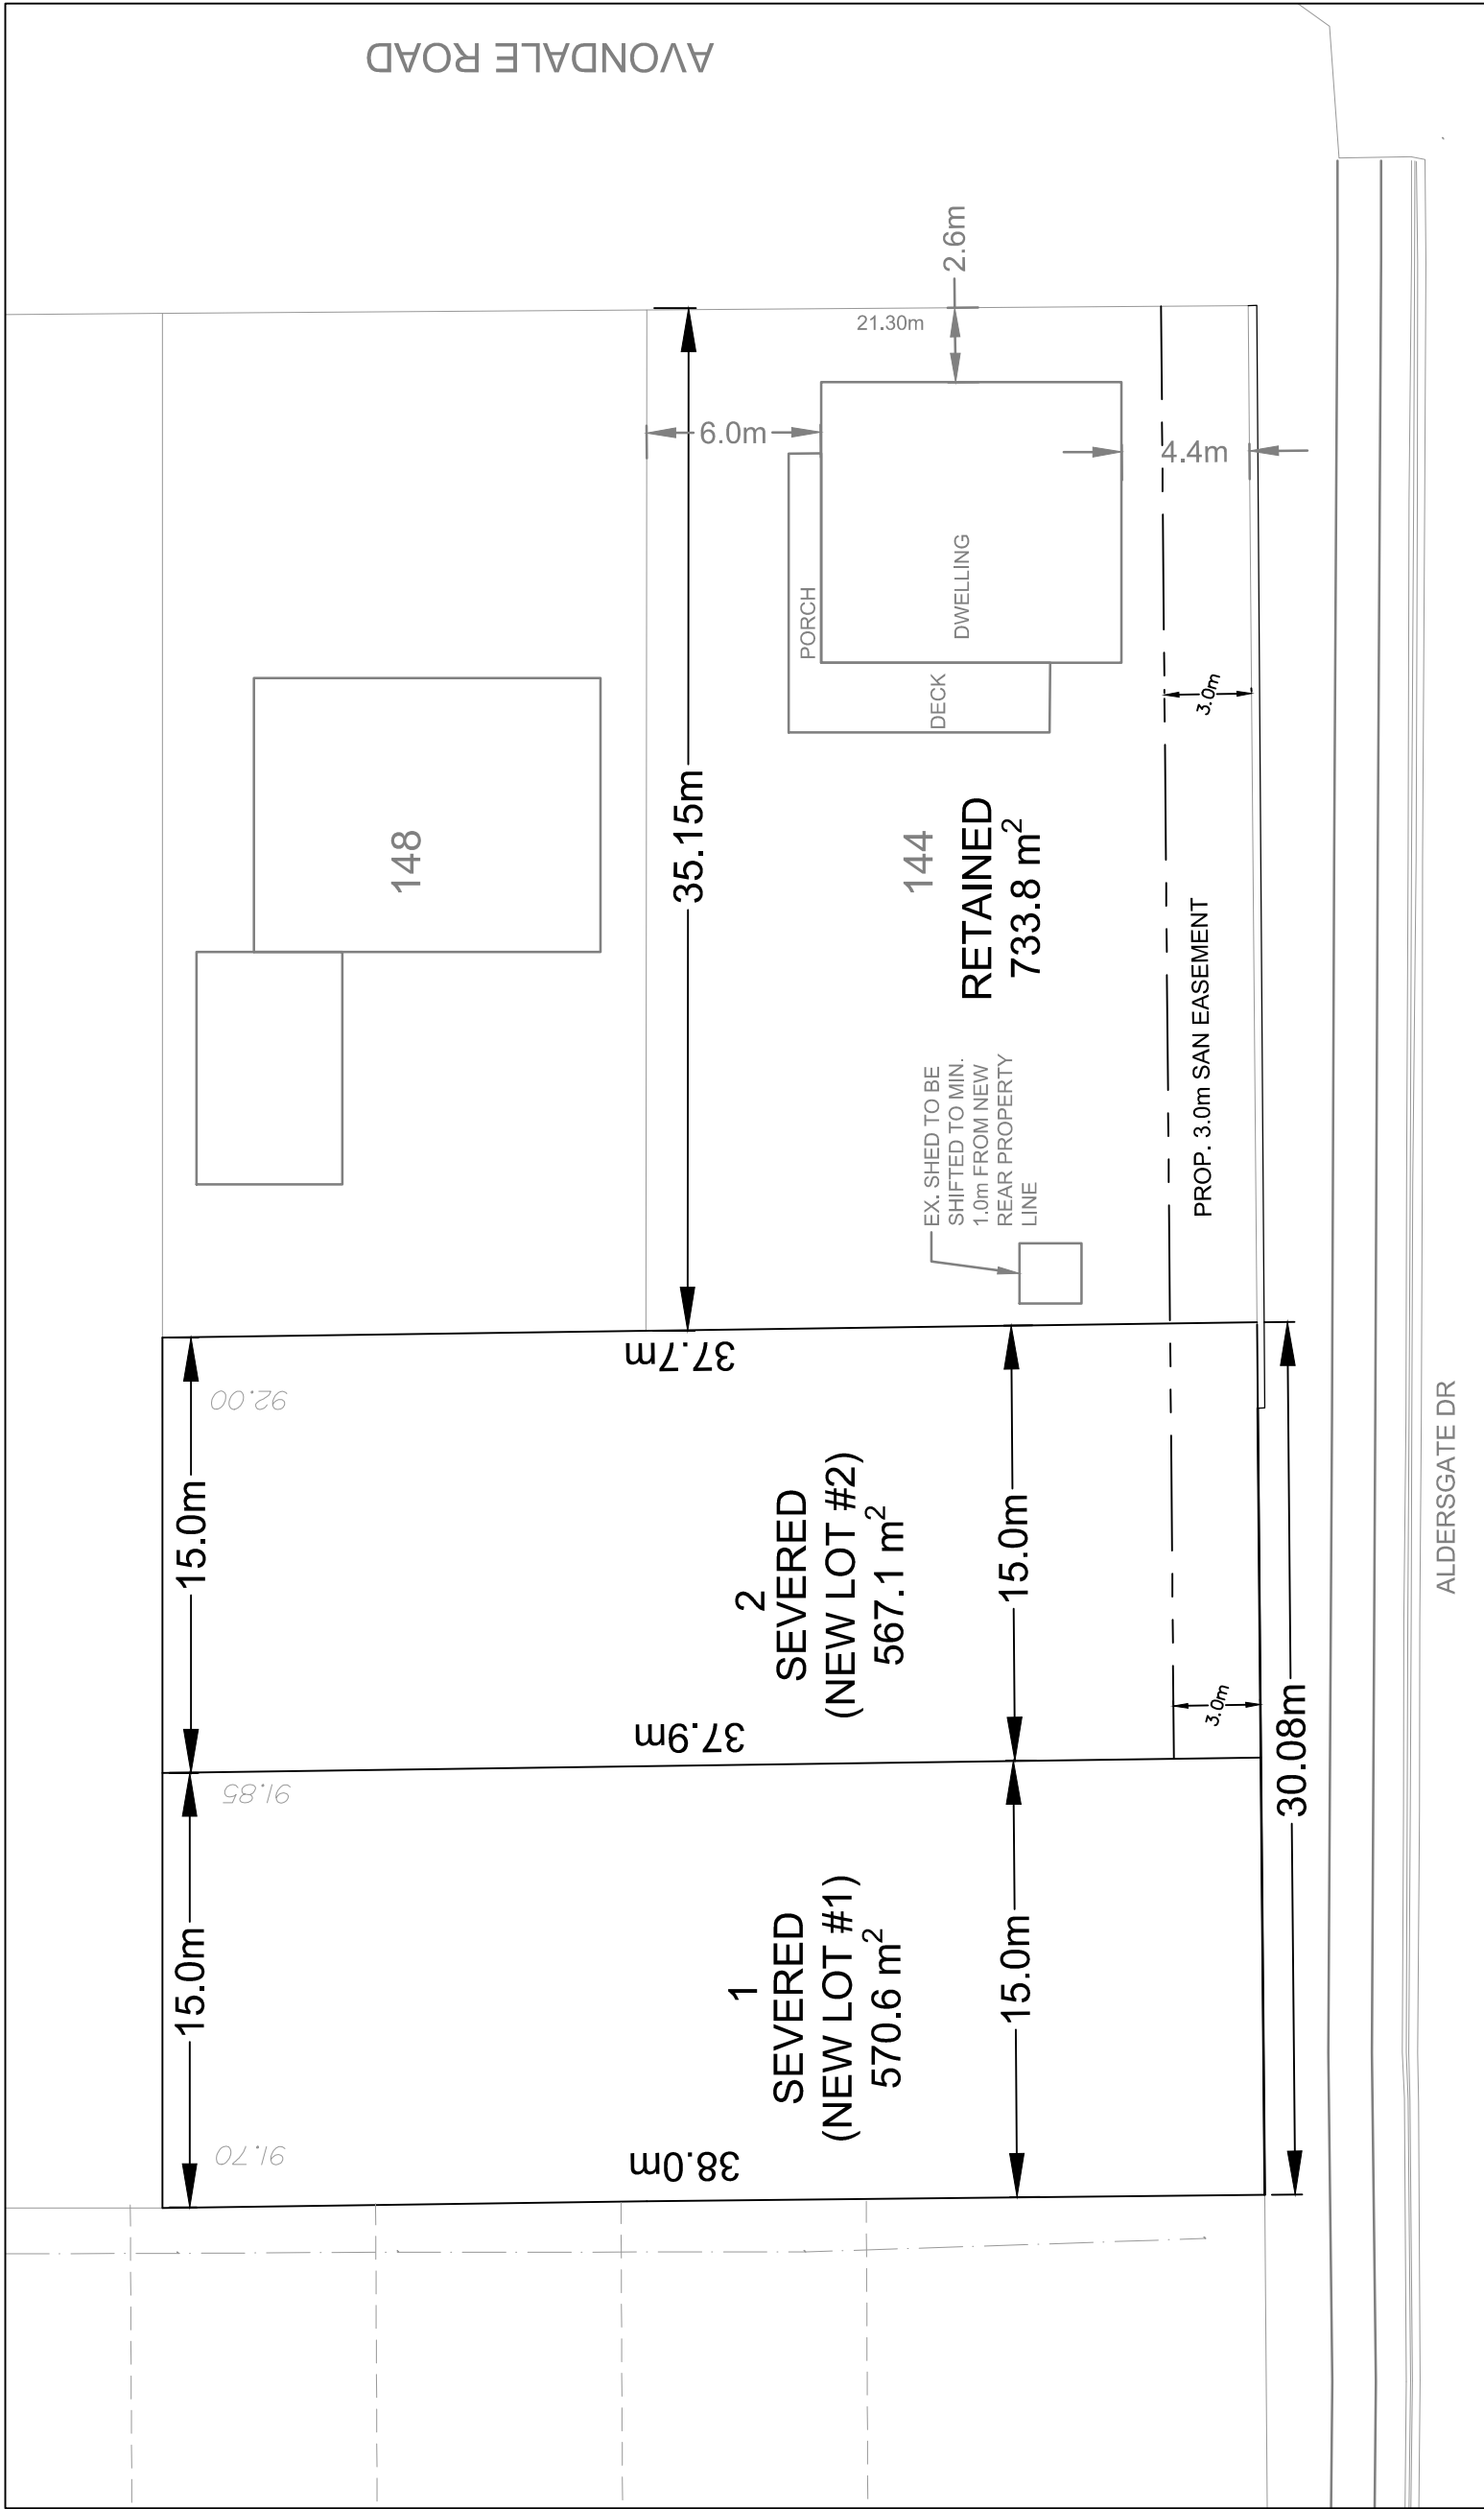 AVONDALE ROAD
2.6m
21.30m
6.0m
4.4m
PORCH
DWELLING
DECK
3.0m
148
35.15m
144
RETAINED
733.8 m²
PROP. 3.0m SAN EASEMENT
EX. SHED TO BE
SHIFTED TO MIN.
1.0m FROM NEW
REAR PROPERTY
LINE
37.7m
92.00
15.0m
2
SEVERED
(NEW LOT #2)
567.1 m²
15.0m
3.0m
30.08m
ALDERSGATE DR
37.9m
91.85
15.0m
1
SEVERED
(NEW LOT #1)
570.6 m²
15.0m
38.0m
91.70